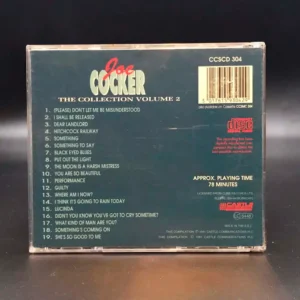 Joe
COCKER
THE COLLECTION VOLUME 2
CCSCD 304
1. (PLEASE) DON'T LET ME BE MISUNDERSTOOD
2. I SHALL BE RELEASED
3. DEAR LANDLORD
4. HITCHCOCK RAILWAY
5. SOMETHING
6. SOMETHING TO SAY
7. BLACK EYED BLUES
8. PUT OUT THE LIGHT
9. THE MOON IS A HARSH MISTRESS
10. YOU ARE SO BEAUTIFUL
11. PERFORMANCE
12. GUILTY
13. WHERE AM I NOW?
14. I THINK IT'S GOING TO RAIN TODAY
15. LUCINDA
16. DIDN'T YOU KNOW YOU'VE GOT TO CRY SOMETIME?
17. WHAT KIND OF MAN ARE YOU?
18. SOMETHING'S COMING ON
19. SHE'S SO GOOD TO ME
APPROX. PLAYING TIME
78 MINUTES
CASTLE